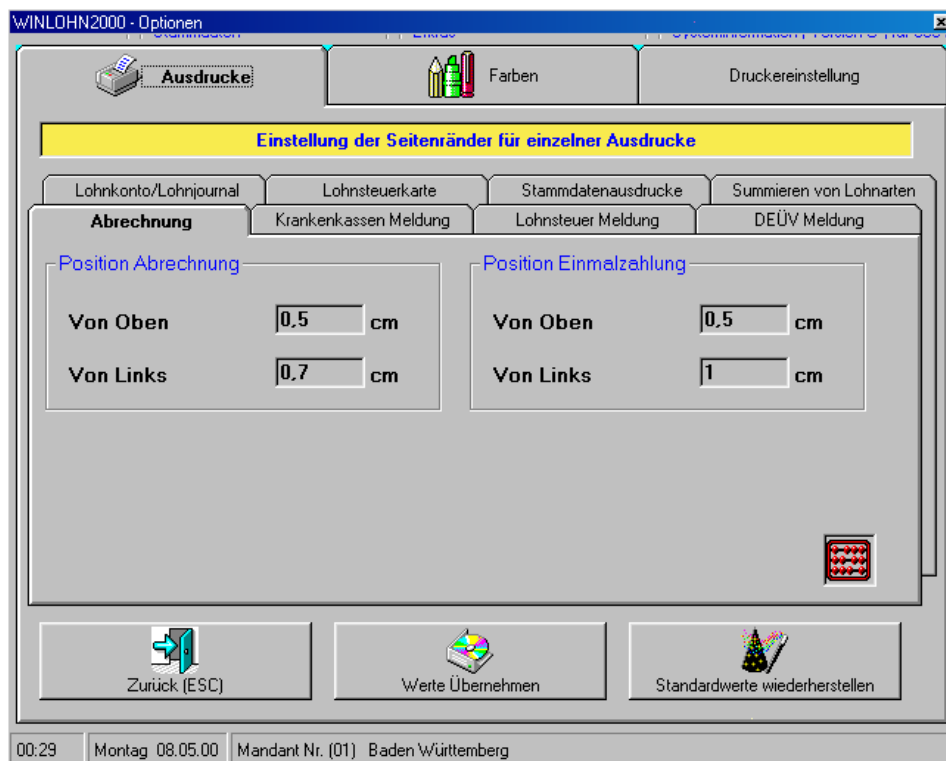 WINLOHN2000 - Optionen
Ausdrucke
Farben
Druckereinstellung
Einstellung der Seitenränder für einzelner Ausdrucke
Lohnkonto/Lohnjournal
Lohnsteuerkarte
Stammdatenausdrucke
Summieren von Lohnarten
Abrechnung
Krankenkassen Meldung
Lohnsteuer Meldung
DEÜV Meldung
Position Abrechnung
Von Oben 0,5 cm
Von Links 0,7 cm
Position Einmalzahlung
Von Oben 0,5 cm
Von Links 1 cm
Zurück (ESC)
Werte Übernehmen
Standardwerte wiederherstellen
00:29 Montag 08.05.00 Mandant Nr. (01) Baden Württemberg